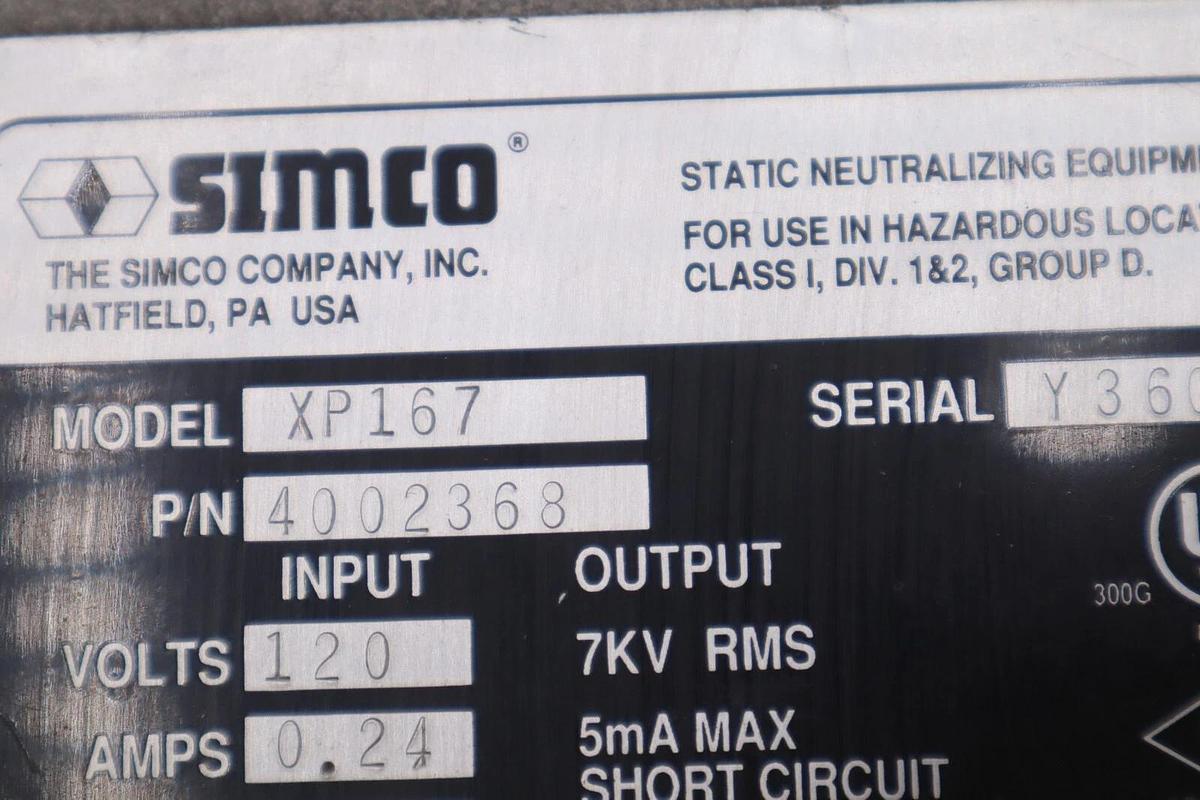 SIMCO ®
THE SIMCO COMPANY, INC.
HATFIELD, PA USA
STATIC NEUTRALIZING
FOR USE IN HAZARDOUS
CLASS I, DIV. 1&2, GROUP D.
MODEL XP167
SERIAL
P/N 4002368
INPUT OUTPUT
VOLTS 120 7KV RMS
300G
AMPS 0.24 5mA MAX
SHORT CIRCUIT